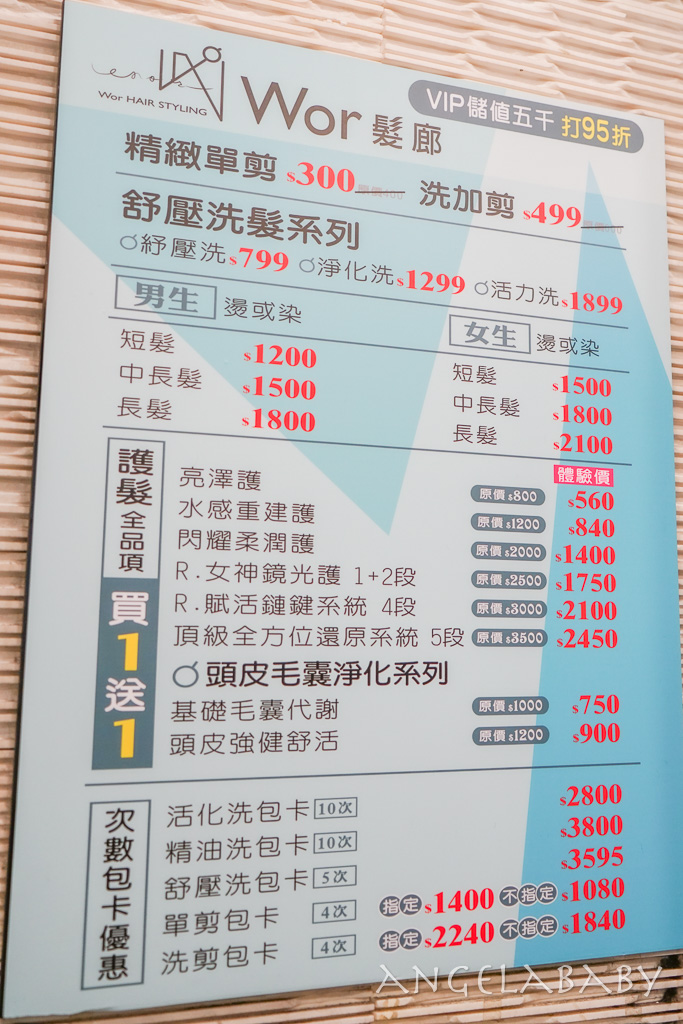 Wor HAIR STYLING
Wor 髮廊
VIP儲值五千 打95折
精緻單剪 $300 洗加剪 $499
舒壓洗髮系列
紓壓洗 $799 淨化洗 $1299 活力洗 $1899
男生 燙或染
短髮 $1200
中長髮 $1500
長髮 $1800
女生 燙或染
短髮 $1500
中長髮 $1800
長髮 $2100
護髮全品項
買1送1
體驗價
亮澤護 原價$800 $560
水感重建護 原價$1200 $840
閃耀柔潤護 原價$2000 $1400
R.女神鏡光護 1+2段 原價$2500 $1750
R.賦活鏈鍵系統 4段 原價$3000 $2100
頂級全方位還原系統 5段 原價$3500 $2450
頭皮毛囊淨化系列
基礎毛囊代謝 原價$1000 $750
頭皮強健舒活 原價$1200 $900
次數包卡優惠
活化洗包卡 10次 $2800
精油洗包卡 10次 $3800
舒壓洗包卡 5次 $3595
單剪包卡 4次 指定 $1400 不指定 $1080
洗剪包卡 4次 指定 $2240 不指定 $1840
ANGELABABY